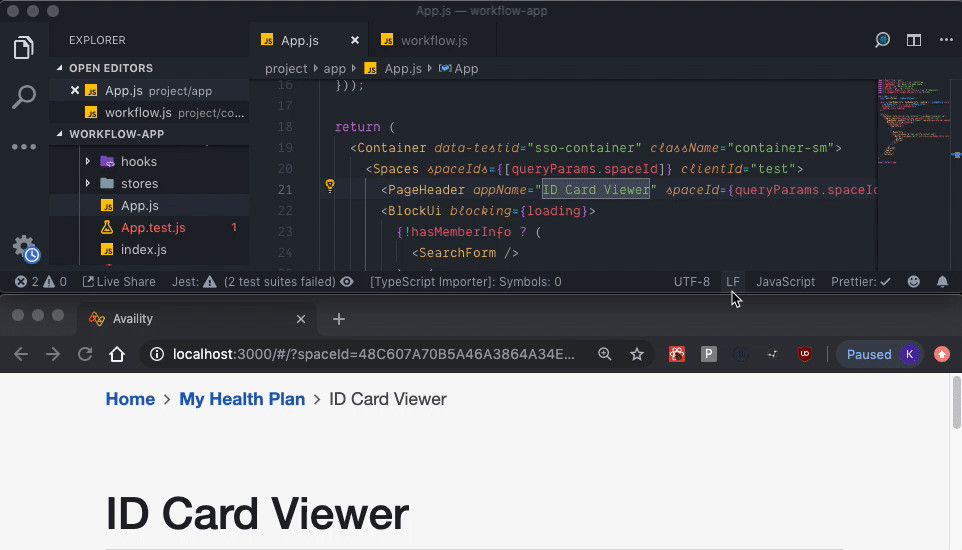 App.js — workflow-app
EXPLORER
App.js
workflow.js
OPEN EDITORS
project app App.js App
App.js project/app
workflow.js project/co...
WORKFLOW-APP
hooks
stores
App.js
App.test.js 1
index.js
16 }));
17
18 return (
19 <Container data-testid="sso-container" className="container-sm">
20 <Spaces spaceIds={[queryParams.spaceId]} clientId="test">
21 <PageHeader appName="ID Card Viewer" spaceId={queryParams.spaceId
22 <BlockUi blocking={loading}>
23 {!hasMemberInfo ? (
24 <SearchForm />
2 0 Live Share Jest: (2 test suites failed) [TypeScript Importer]: Symbols: 0 UTF-8 LF JavaScript Prettier:
Availity
localhost:3000/#/?spaceId=48C607A70B5A46A3864A34E... P UD Paused K
Home > My Health Plan > ID Card Viewer
ID Card Viewer